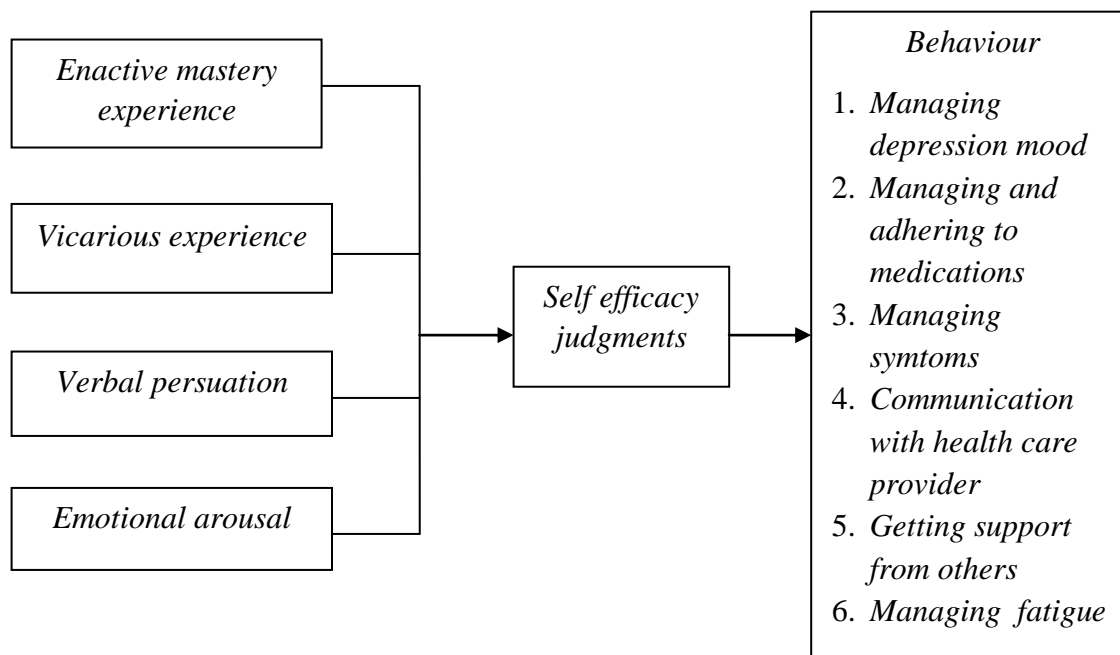 Enactive mastery
experience
Vicarious experience
Verbal persuation
Emotional arousal
Self efficacy
judgments
Behaviour
1. Managing
depression mood
2. Managing and
adhering to
medications
3. Managing
symtoms
4. Communication
with health care
provider
5. Getting support
from others
6. Managing fatigue